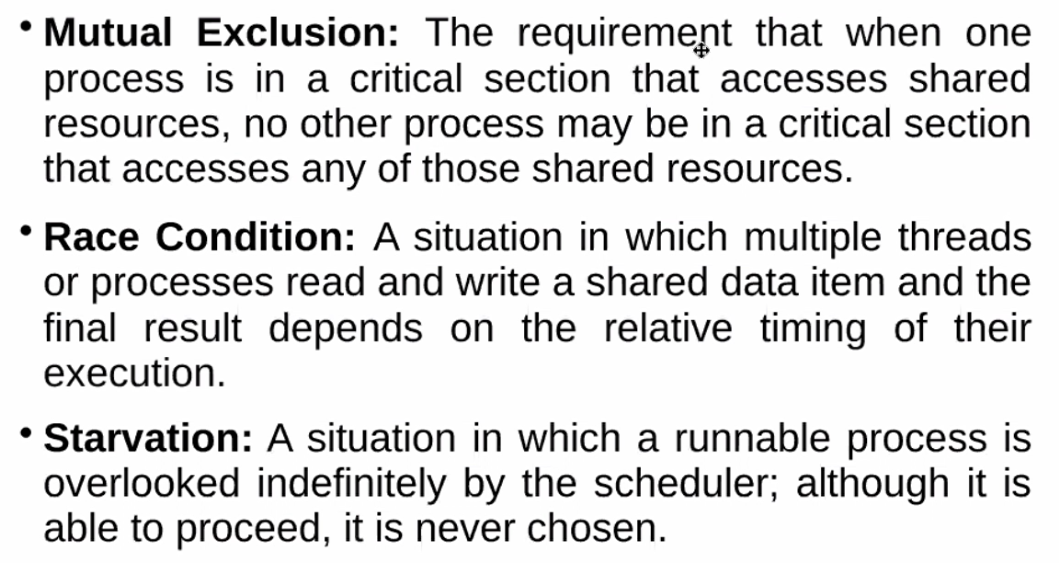 • Mutual Exclusion: The requirement that when one
process is in a critical section that accesses shared
resources, no other process may be in a critical section
that accesses any of those shared resources.
• Race Condition: A situation in which multiple threads
or processes read and write a shared data item and the
final result depends on the relative timing of their
execution.
• Starvation: A situation in which a runnable process is
overlooked indefinitely by the scheduler; although it is
able to proceed, it is never chosen.